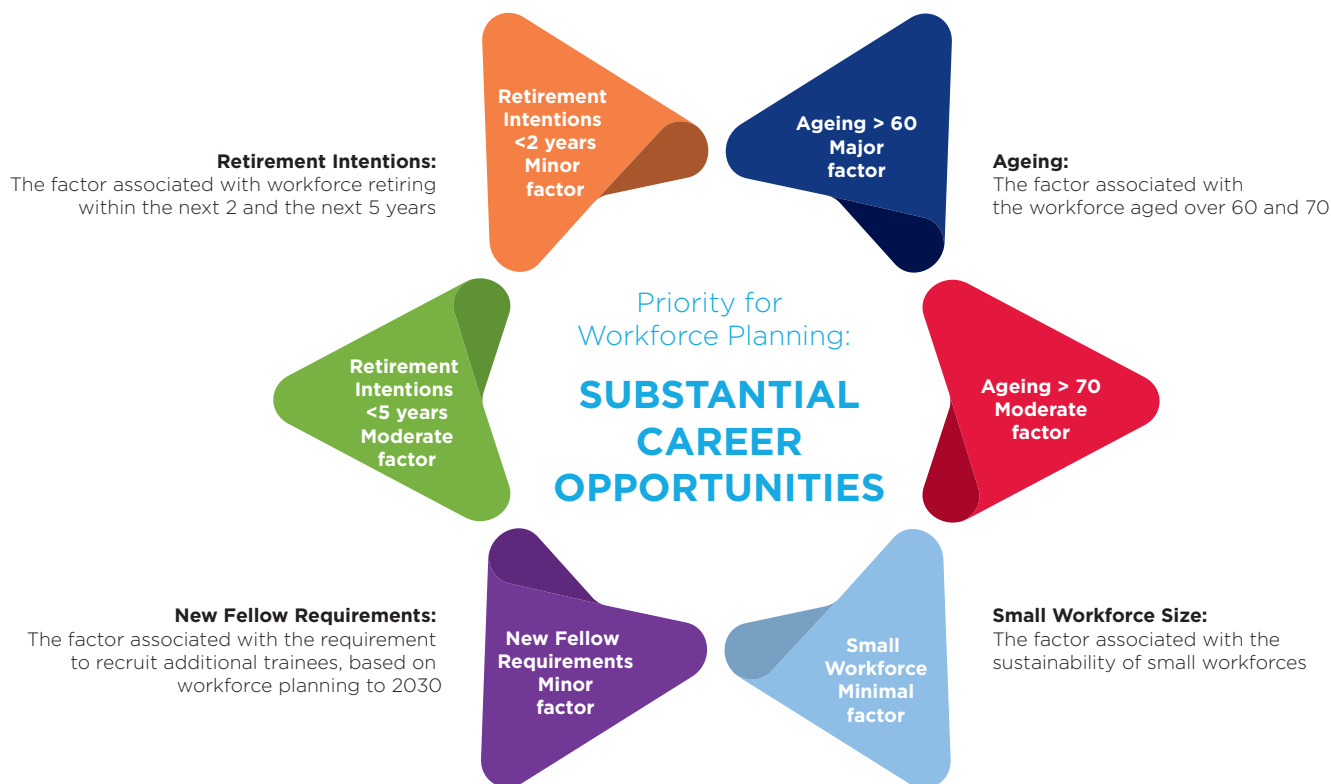 Retirement
Intentions
<2 years
Minor
factor
Ageing > 60
Major
factor
Retirement Intentions:
The factor associated with workforce retiring
within the next 2 and the next 5 years
Ageing:
The factor associated with
the workforce aged over 60 and 70
Priority for
Workforce Planning:
SUBSTANTIAL
CAREER
OPPORTUNITIES
Retirement
Intentions
<5 years
Moderate
factor
Ageing > 70
Moderate
factor
New Fellow Requirements:
The factor associated with the requirement
to recruit additional trainees, based on
workforce planning to 2030
New Fellow
Requirements
Minor
factor
Small
Workforce
Minimal
factor
Small Workforce Size:
The factor associated with the
sustainability of small workforces